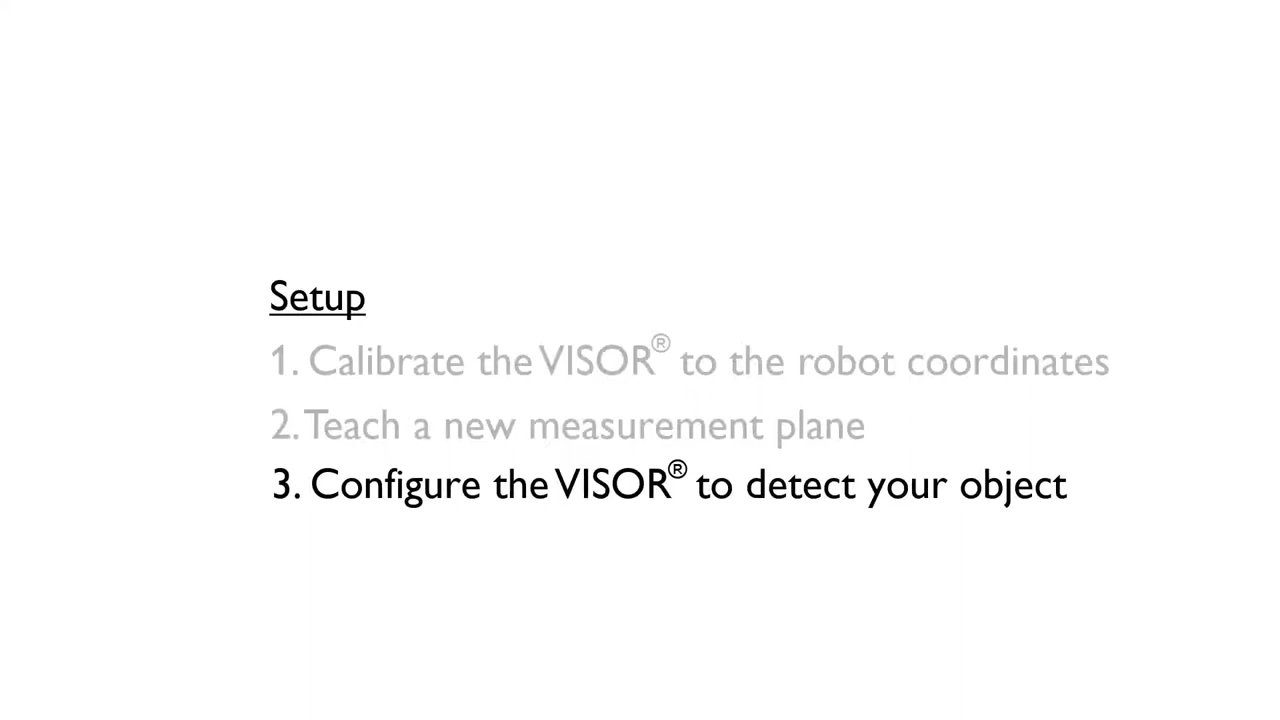 Setup
1. Calibrate the VISOR® to the robot coordinates
2. Teach a new measurement plane
3. Configure the VISOR® to detect your object